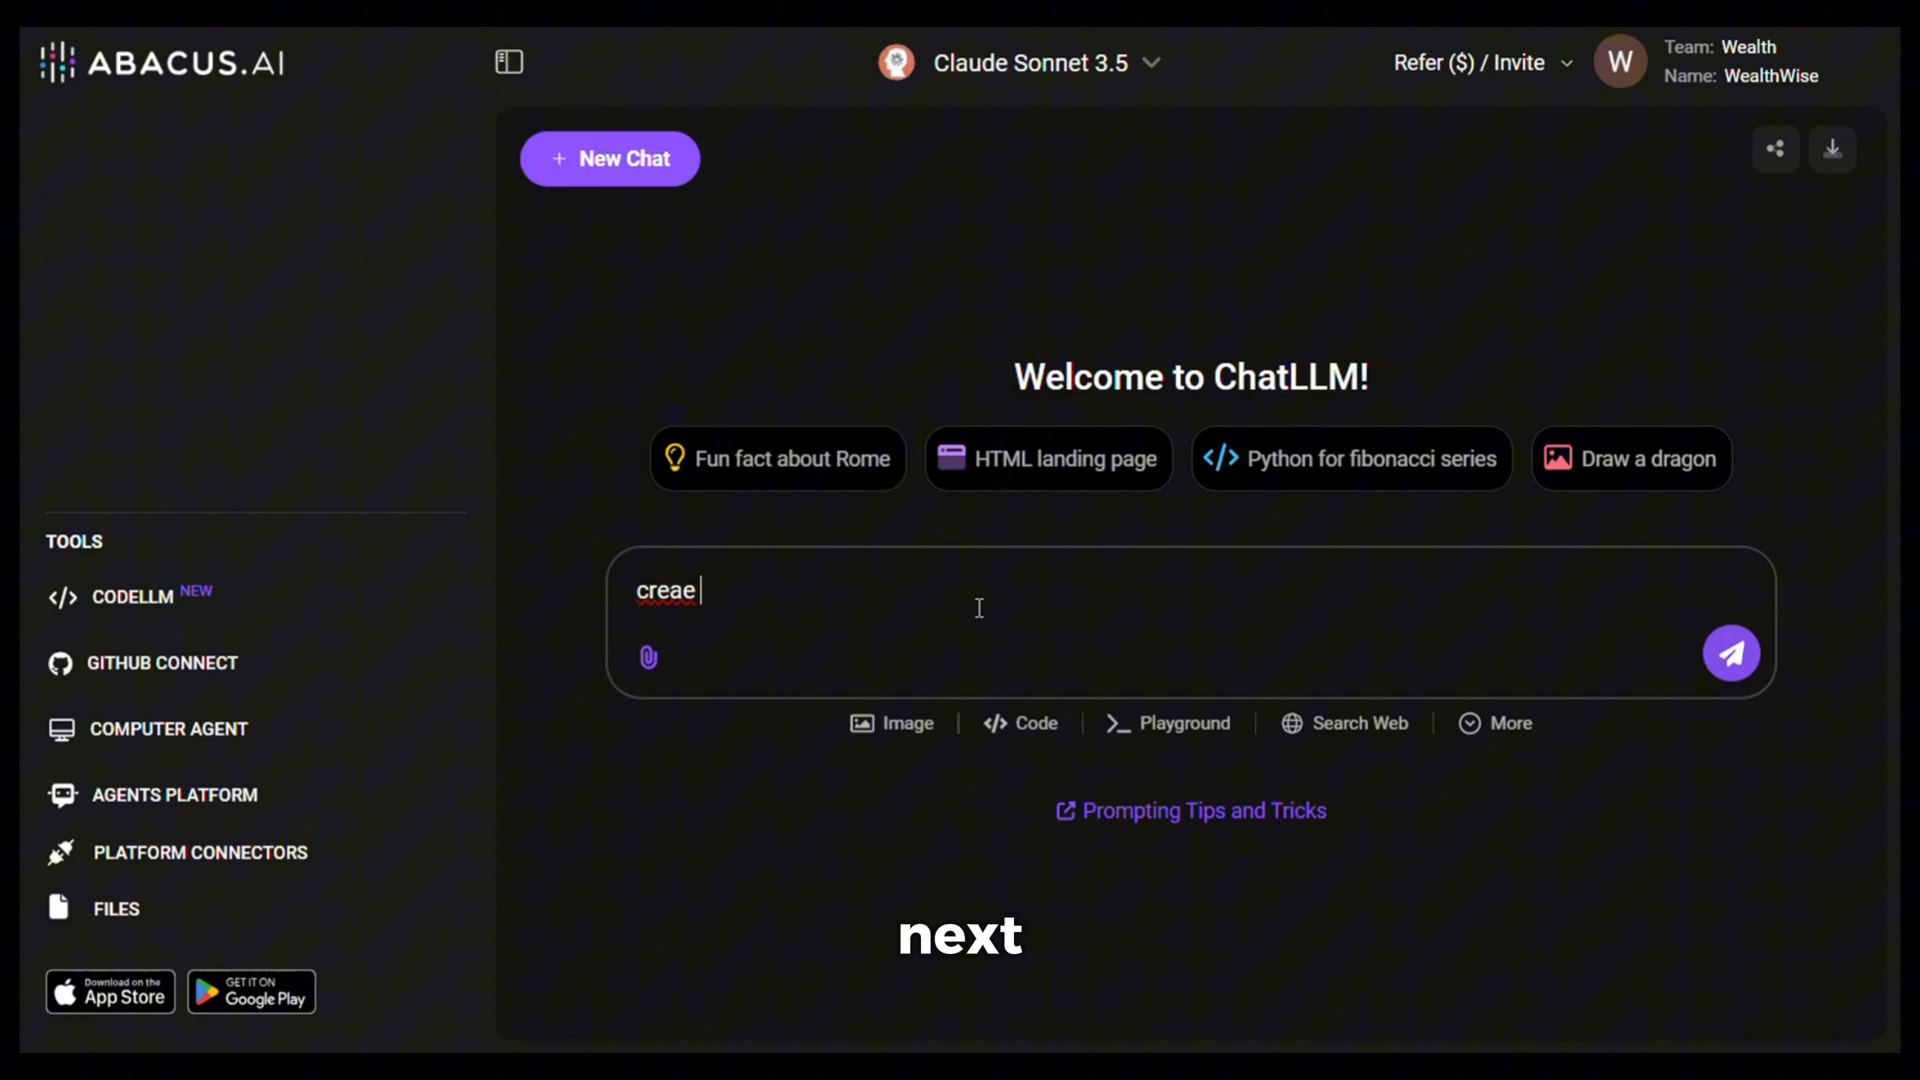 ABACUS.AI
Claude Sonnet 3.5
Refer ($) / Invite
W
Team: Wealth
Name: WealthWise
+ New Chat
Welcome to ChatLLM!
Fun fact about Rome
HTML landing page
</> Python for fibonacci series
Draw a dragon
creae
Image
</> Code
>_ Playground
Search Web
More
Prompting Tips and Tricks
TOOLS
</> CODELLM NEW
GITHUB CONNECT
COMPUTER AGENT
AGENTS PLATFORM
PLATFORM CONNECTORS
FILES
Download on the
App Store
GET IT ON
Google Play
next